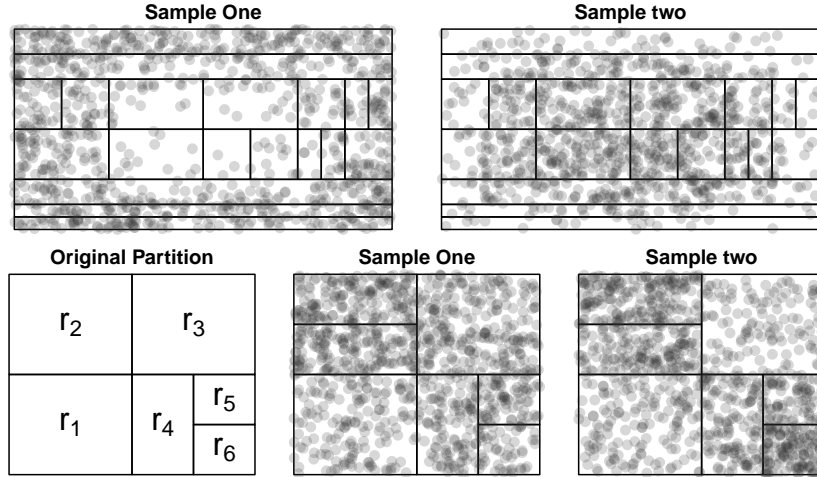 Sample One
Sample two
Original Partition
Sample One
Sample two
r2
r3
r1
r4
r5
r6